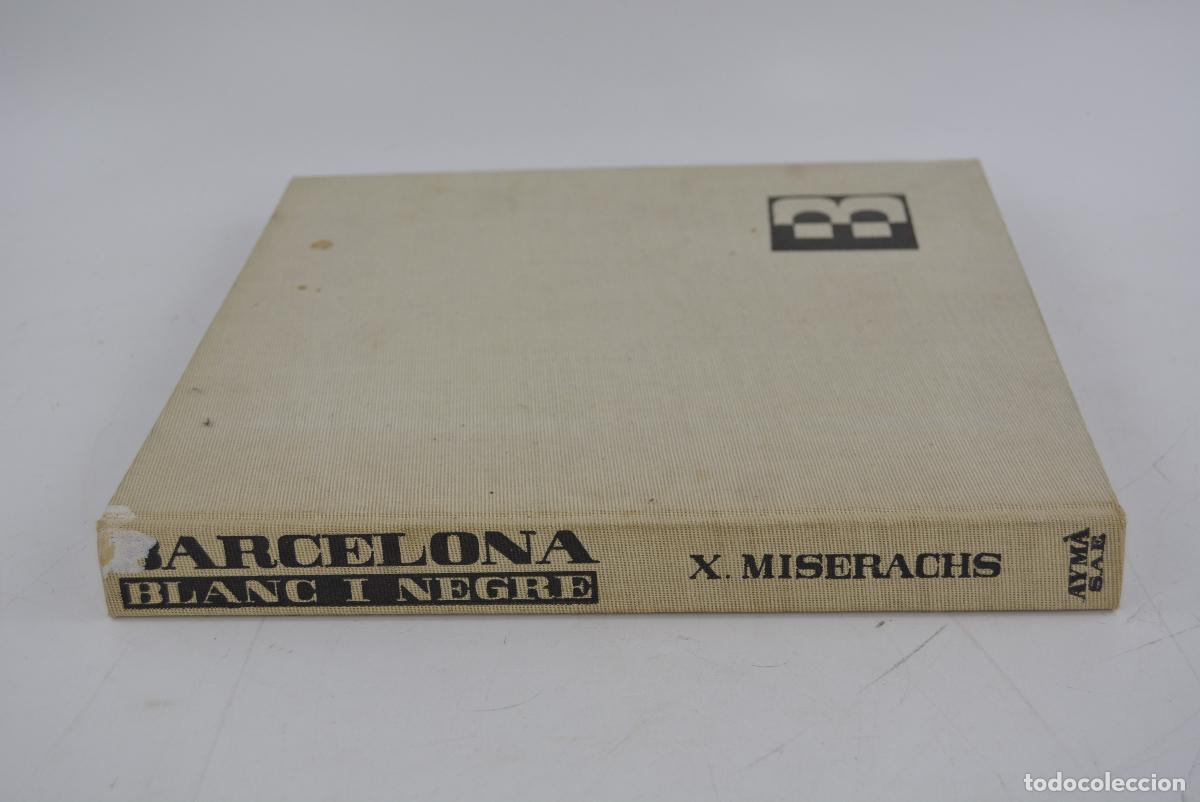 B
BARCELONA
BLANC I NEGRE
X. MISERACHS
AYMÀ
S.A.E
todocoleccion